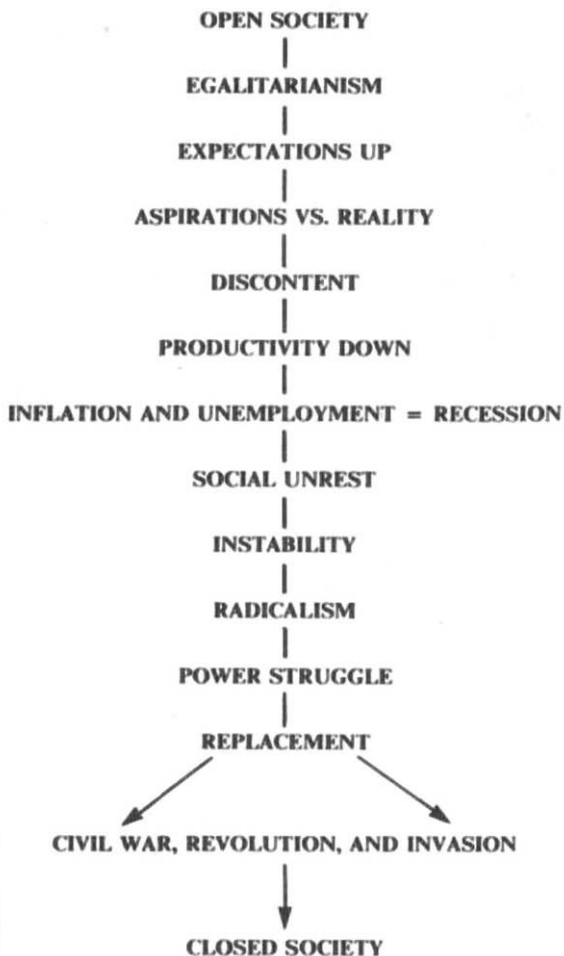 OPEN SOCIETY
EGALITARIANISM
EXPECTATIONS UP
ASPIRATIONS VS. REALITY
DISCONTENT
PRODUCTIVITY DOWN
INFLATION AND UNEMPLOYMENT = RECESSION
SOCIAL UNREST
INSTABILITY
RADICALISM
POWER STRUGGLE
REPLACEMENT
CIVIL WAR, REVOLUTION, AND INVASION
CLOSED SOCIETY